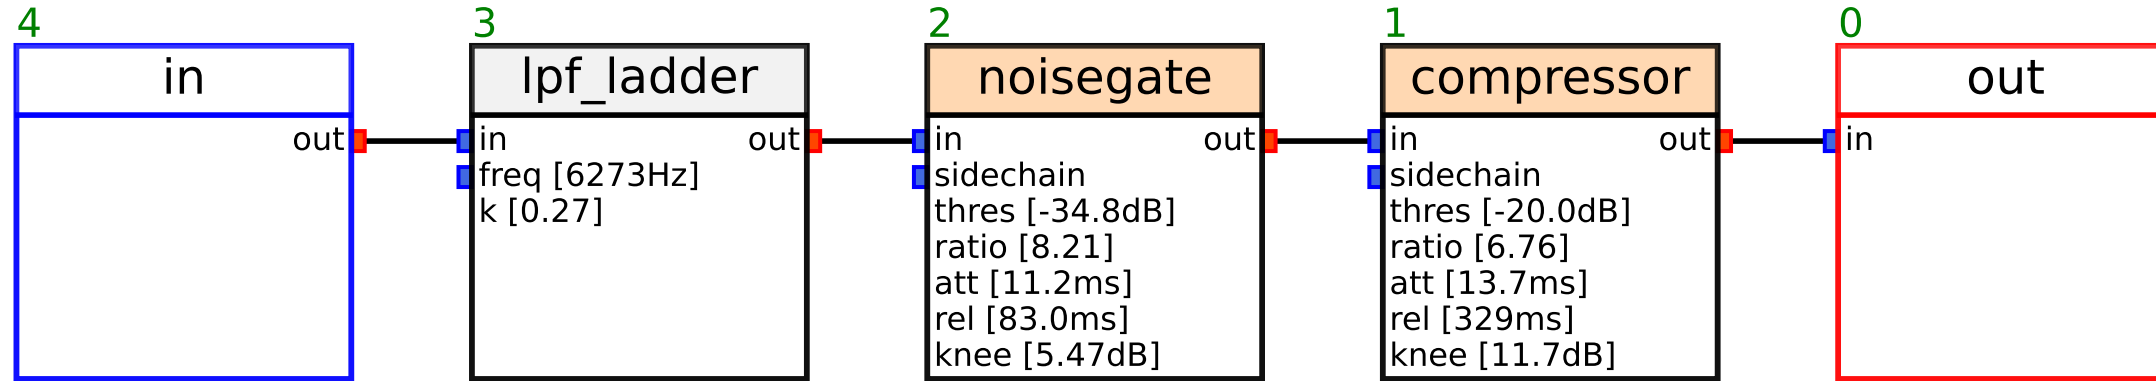 4
in
out
3
lpf_ladder
in out
freq [6273Hz]
k [0.27]
2
noisegate
in out
sidechain
thres [-34.8dB]
ratio [8.21]
att [11.2ms]
rel [83.0ms]
knee [5.47dB]
1
compressor
in out
sidechain
thres [-20.0dB]
ratio [6.76]
att [13.7ms]
rel [329ms]
knee [11.7dB]
0
out
in